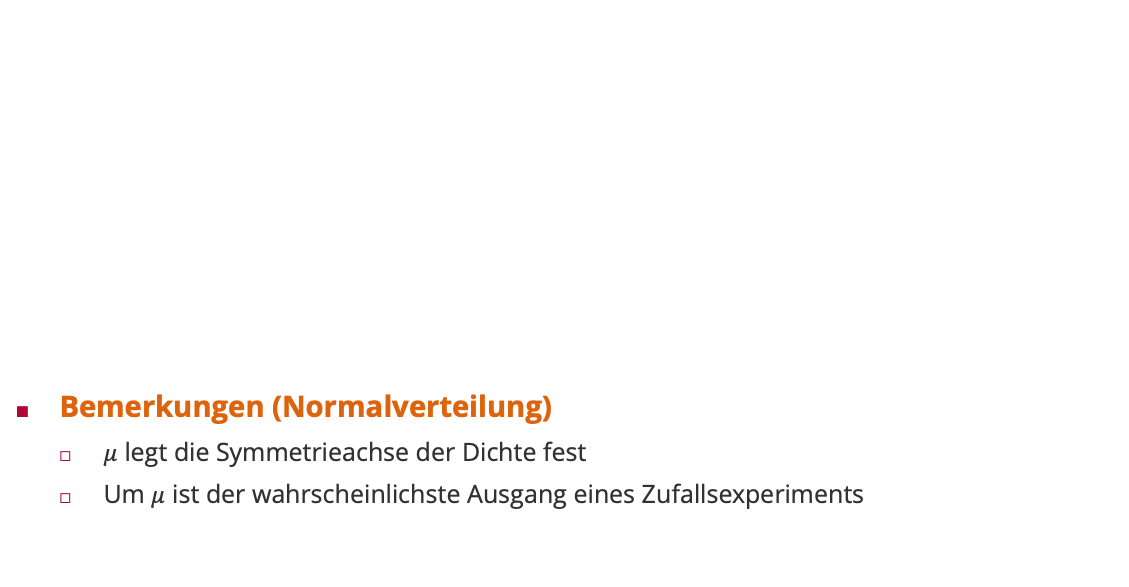 Bemerkungen (Normalverteilung)
μ legt die Symmetrieachse der Dichte fest
Um μ ist der wahrscheinlichste Ausgang eines Zufallsexperiments